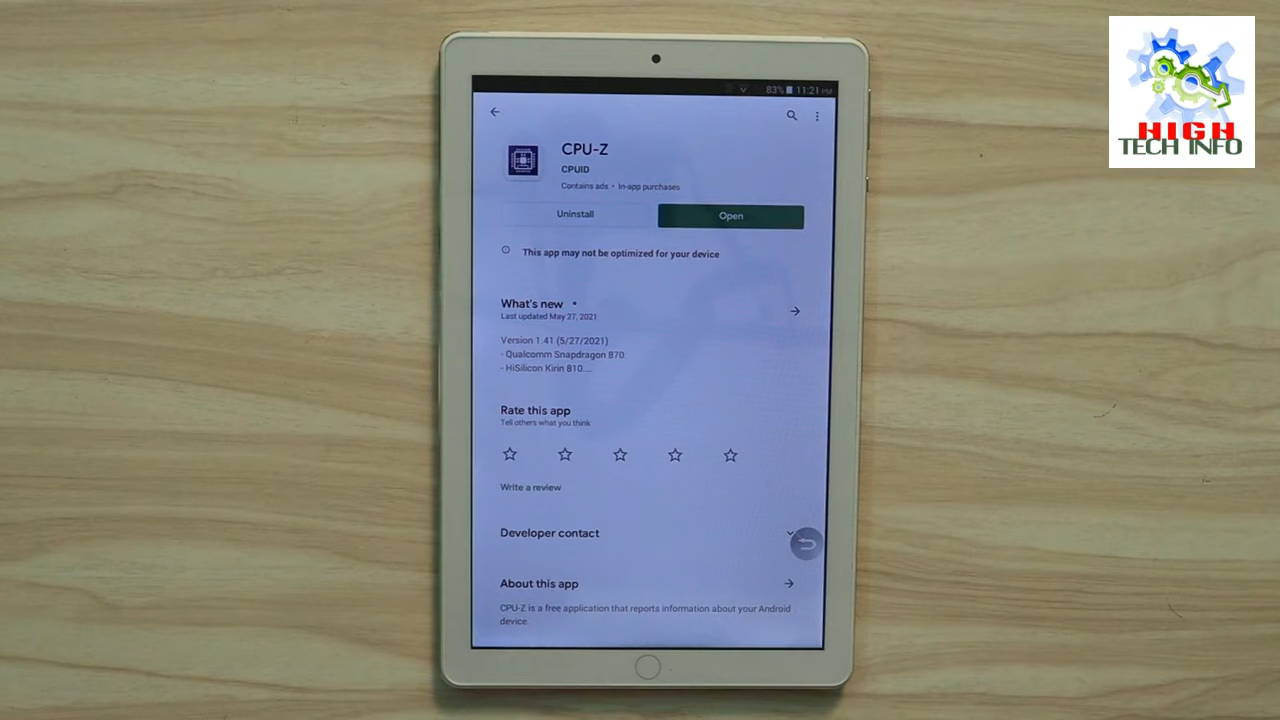 83% 11:21 PM
CPU-Z
CPUID
Contains ads • In-app purchases
Uninstall
Open
This app may not be optimized for your device
What's new •
Last updated May 27, 2021
Version 1.41 (5/27/2021)
- Qualcomm Snapdragon 870
- HiSilicon Kirin 810....
Rate this app
Tell others what you think
Write a review
Developer contact
About this app
CPU-Z is a free application that reports information about your Android
device.
HIGH
TECH INFO